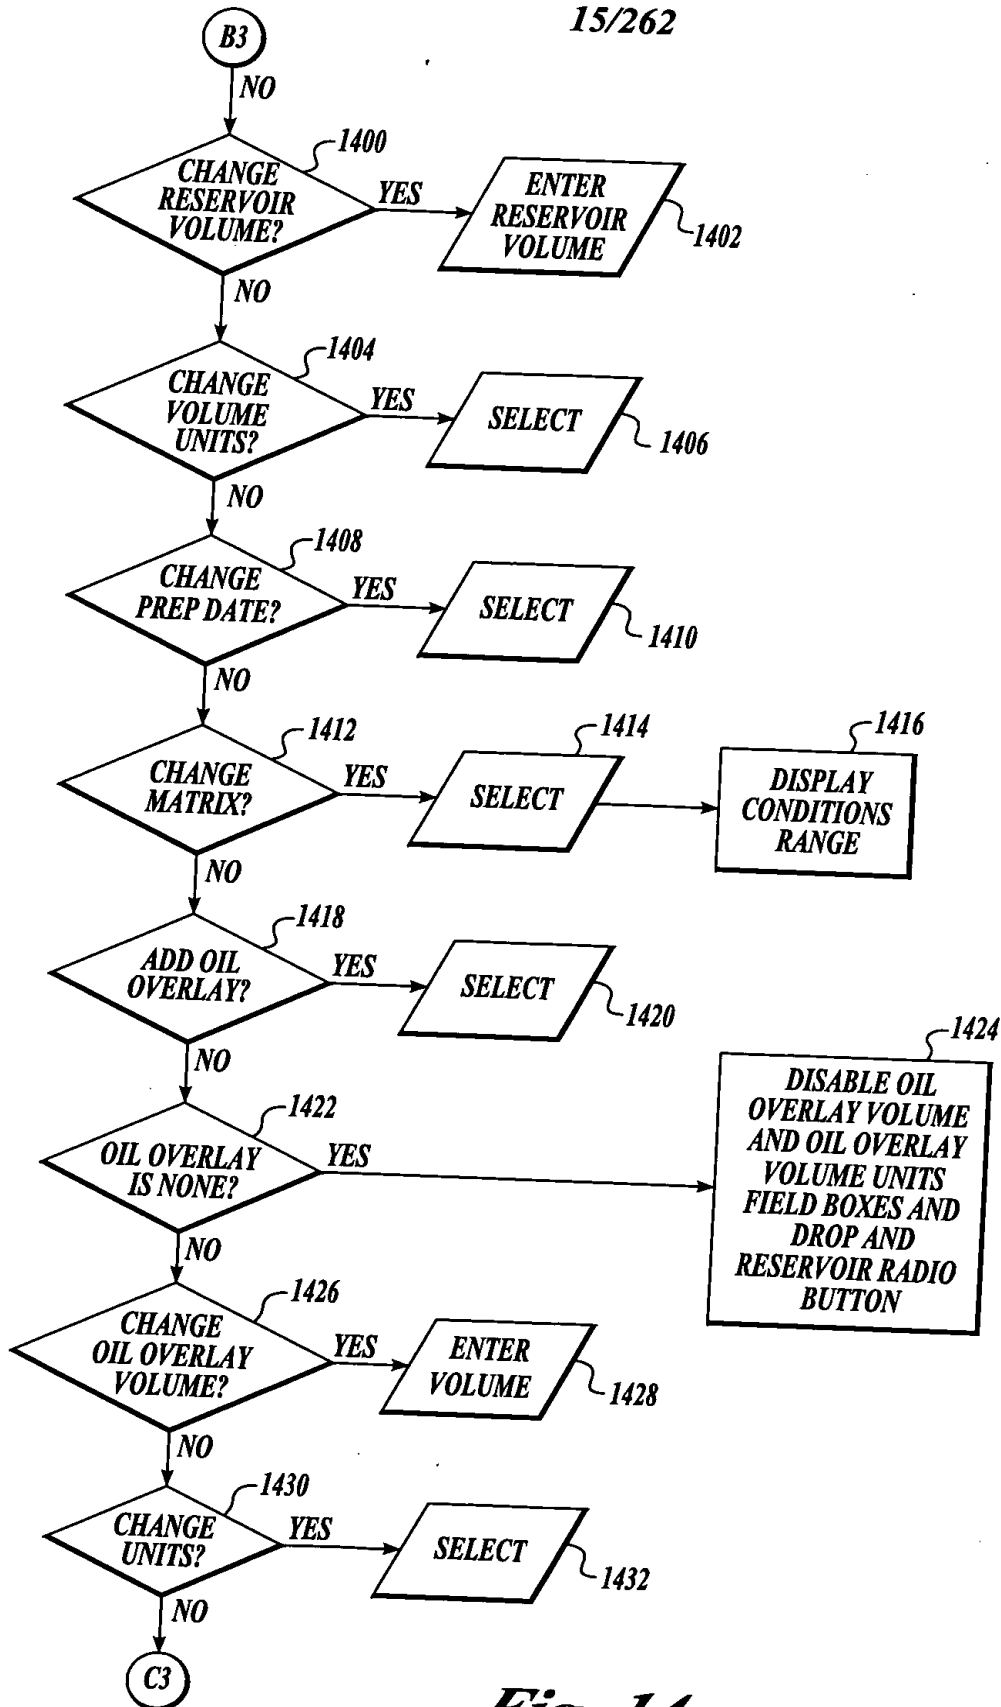 15/262
B3
NO
1400
CHANGE
RESERVOIR
VOLUME?
YES
ENTER
RESERVOIR
VOLUME
1402
NO
1404
CHANGE
VOLUME
UNITS?
YES
SELECT
1406
NO
1408
CHANGE
PREP DATE?
YES
SELECT
1410
NO
1412
CHANGE
MATRIX?
YES
1414
SELECT
1416
DISPLAY
CONDITIONS
RANGE
NO
1418
ADD OIL
OVERLAY?
YES
SELECT
1420
NO
1422
OIL OVERLAY
IS NONE?
YES
1424
DISABLE OIL
OVERLAY VOLUME
AND OIL OVERLAY
VOLUME UNITS
FIELD BOXES AND
DROP AND
RESERVOIR RADIO
BUTTON
NO
1426
CHANGE
OIL OVERLAY
VOLUME?
YES
ENTER
VOLUME
1428
NO
1430
CHANGE
UNITS?
YES
SELECT
1432
NO
C3
Fig. 14